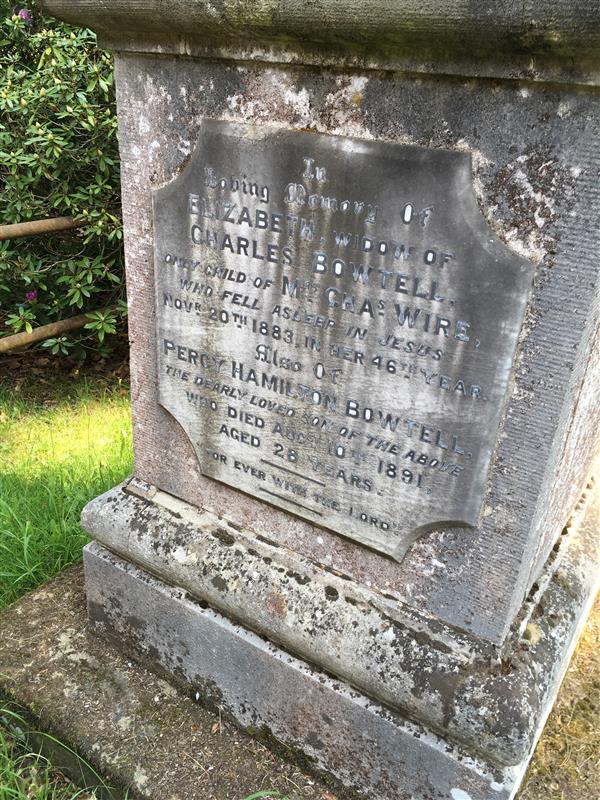 In
Loving Memory Of
ELIZABETH, WIDOW OF
CHARLES BOWTELL,
ONLY CHILD OF MRS CHAS WIRE,
WHO FELL ASLEEP IN JESUS
NOVR 20TH 1883, IN HER 46TH YEAR.
Also Of
PERCY HAMILTON BOWTELL,
THE DEARLY LOVED SON OF THE ABOVE
WHO DIED AUGST 10TH 1891,
AGED 28 YEARS.
"FOR EVER WITH THE LORD"